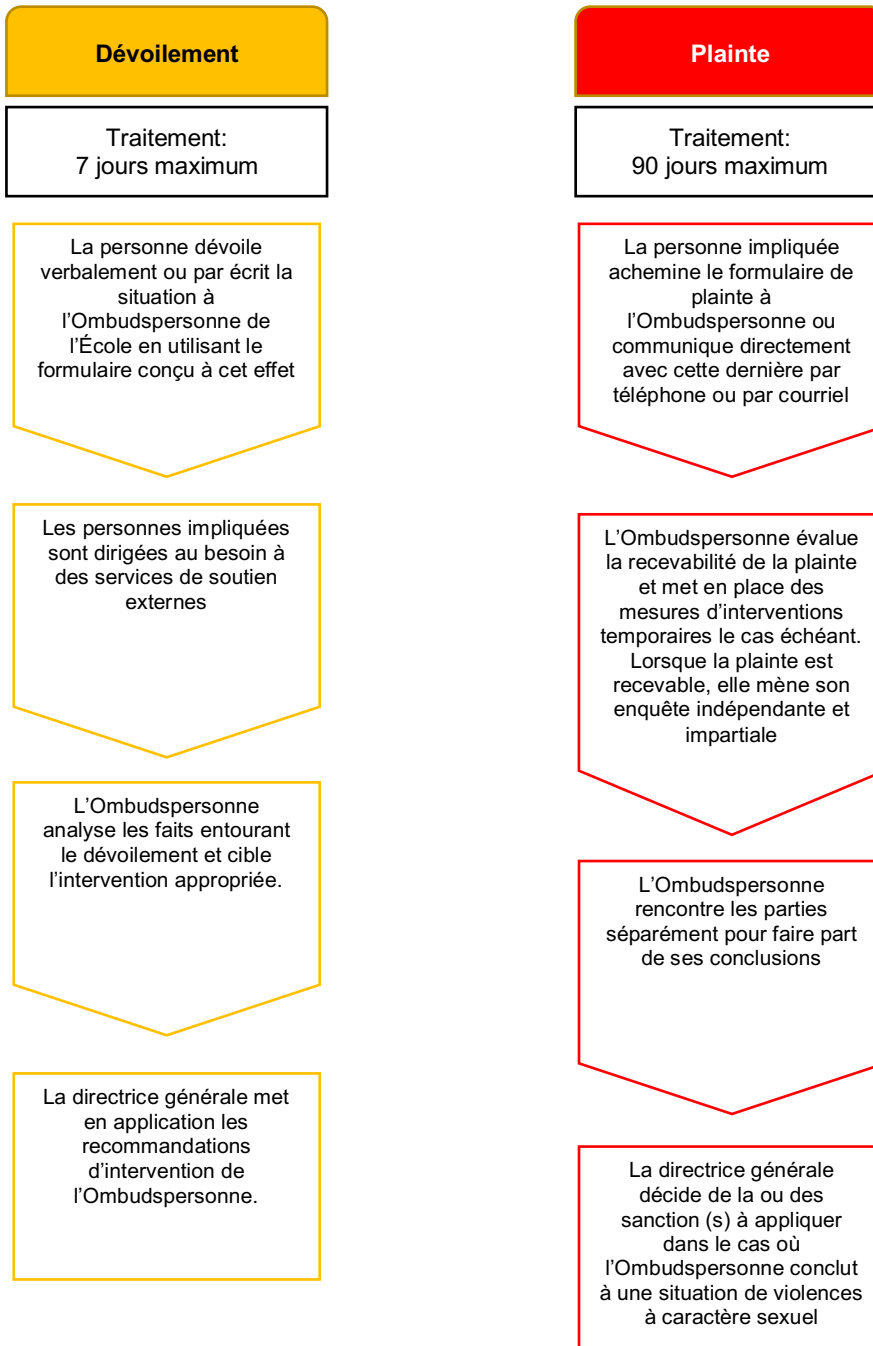 Dévoilement
Traitement:
7 jours maximum
La personne dévoile
verbalement ou par écrit la
situation à
l’Ombudspersonne de
l’École en utilisant le
formulaire conçu à cet effet
Les personnes impliquées
sont dirigées au besoin à
des services de soutien
externes
L’Ombudspersonne
analyse les faits entourant
le dévoilement et cible
l’intervention appropriée.
La directrice générale met
en application les
recommandations
d’intervention de
l’Ombudspersonne.
Plainte
Traitement:
90 jours maximum
La personne impliquée
achemine le formulaire de
plainte à
l’Ombudspersonne ou
communique directement
avec cette dernière par
téléphone ou par courriel
L’Ombudspersonne évalue
la recevabilité de la plainte
et met en place des
mesures d’interventions
temporaires le cas échéant.
Lorsque la plainte est
recevable, elle mène son
enquête indépendante et
impartiale
L’Ombudspersonne
rencontre les parties
séparément pour faire part
de ses conclusions
La directrice générale
décide de la ou des
sanction (s) à appliquer
dans le cas où
l’Ombudspersonne conclut
à une situation de violences
à caractère sexuel